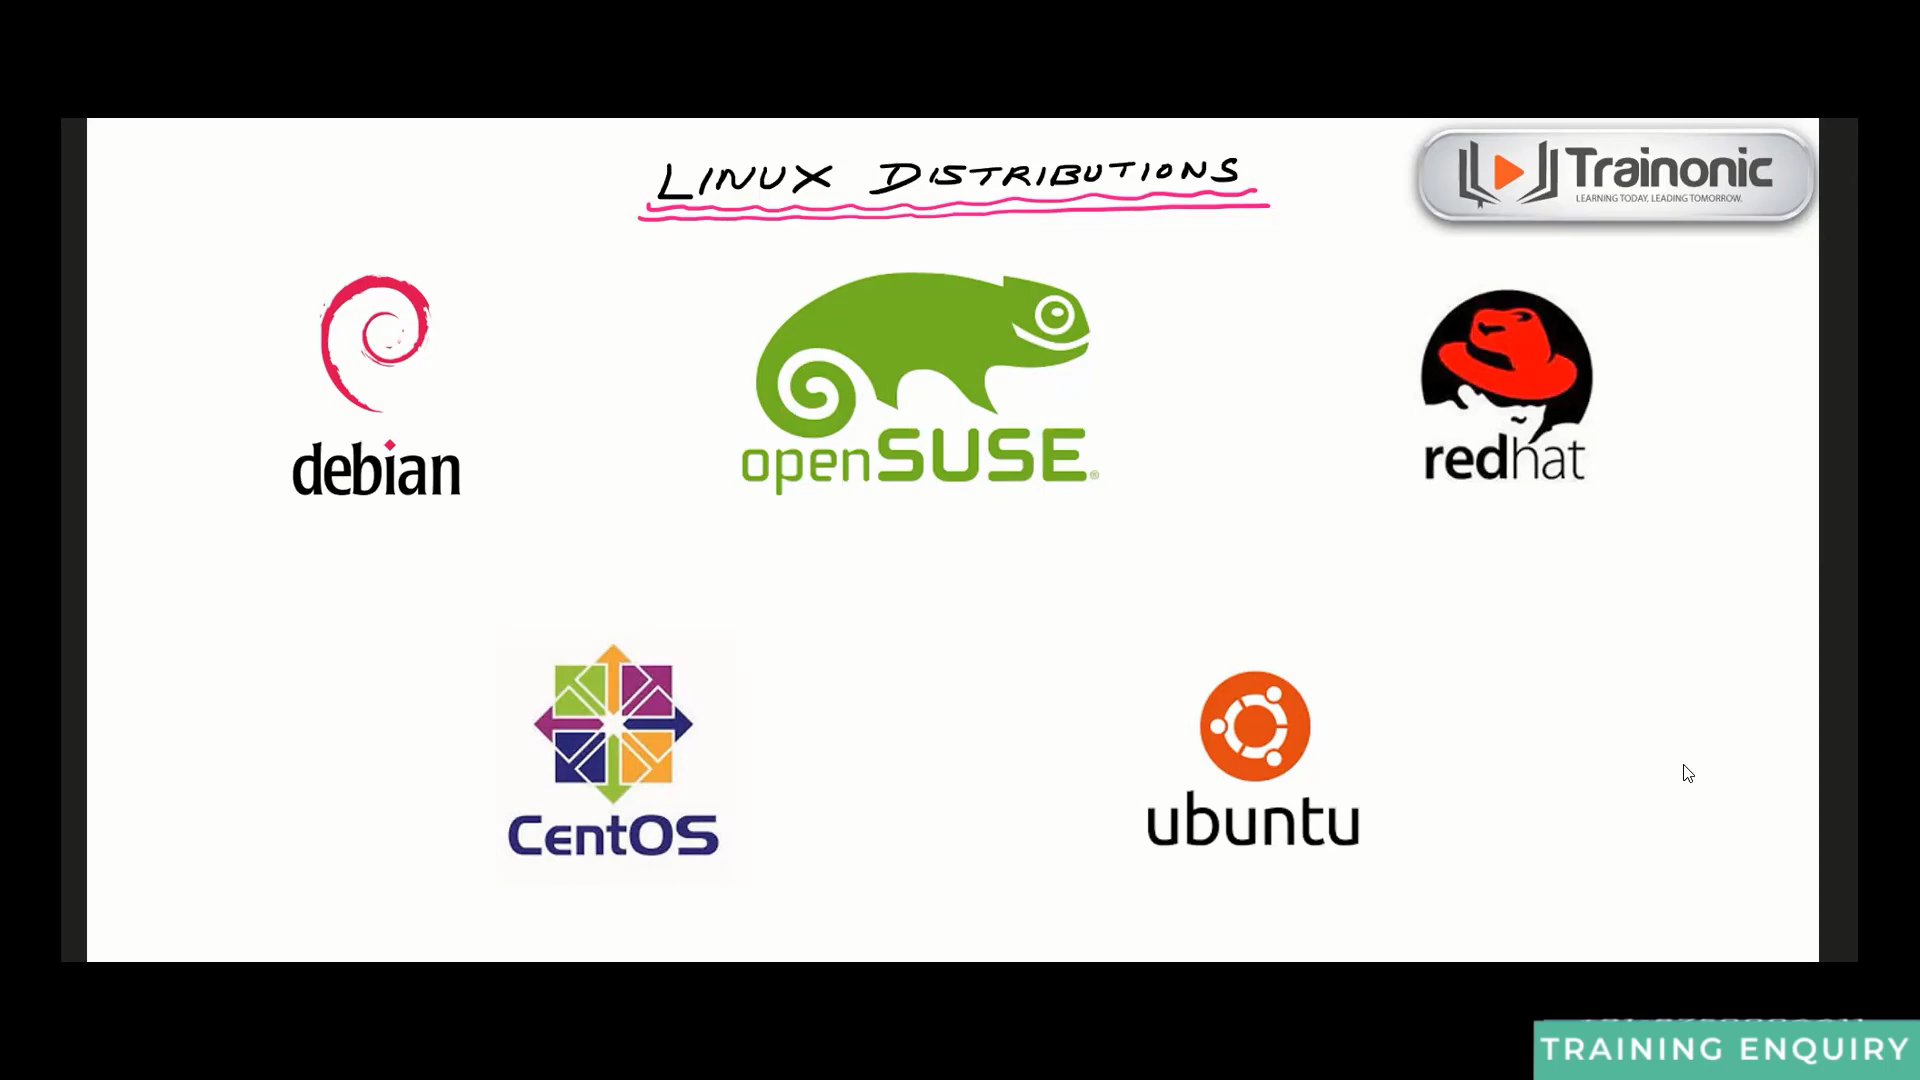 LINUX DISTRIBUTIONS
Trainonic
LEARNING TODAY, LEADING TOMORROW.
debian
openSUSE®
redhat
CentOS
ubuntu
TRAINING ENQUIRY